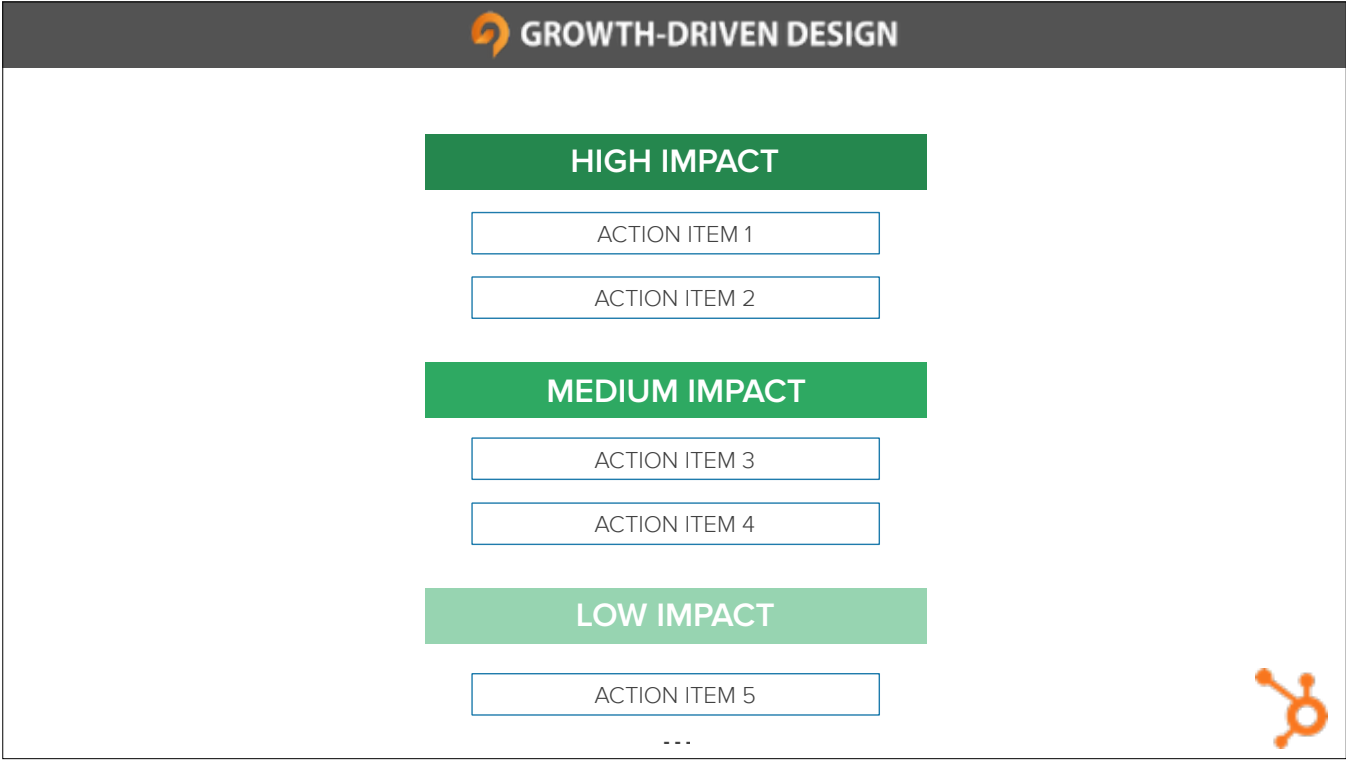 GROWTH-DRIVEN DESIGN
HIGH IMPACT
ACTION ITEM 1
ACTION ITEM 2
MEDIUM IMPACT
ACTION ITEM 3
ACTION ITEM 4
LOW IMPACT
ACTION ITEM 5
---